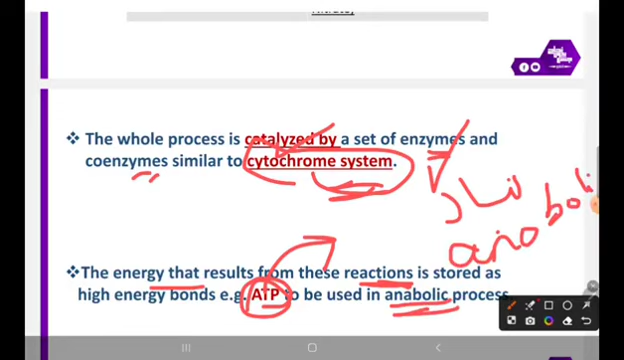 The whole process is catalyzed by a set of enzymes and
coenzymes similar to cytochrome system.
The energy that results from these reactions is stored as
high energy bonds e.g. ATP to be used in anabolic process
anaboli